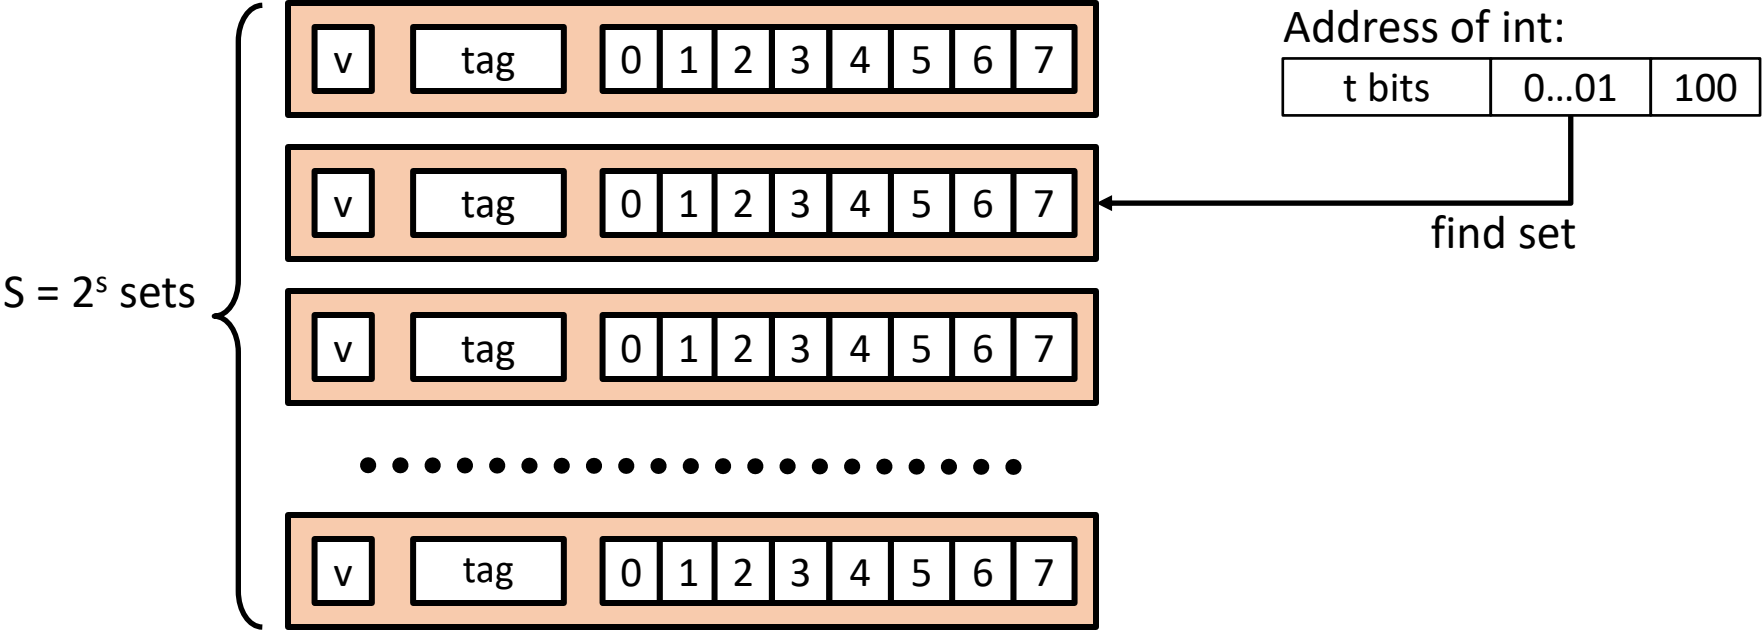 Address of int:
v tag 0 1 2 3 4 5 6 7
t bits 0...01 100
v tag 0 1 2 3 4 5 6 7
find set
S = 2ˢ sets
v tag 0 1 2 3 4 5 6 7
v tag 0 1 2 3 4 5 6 7